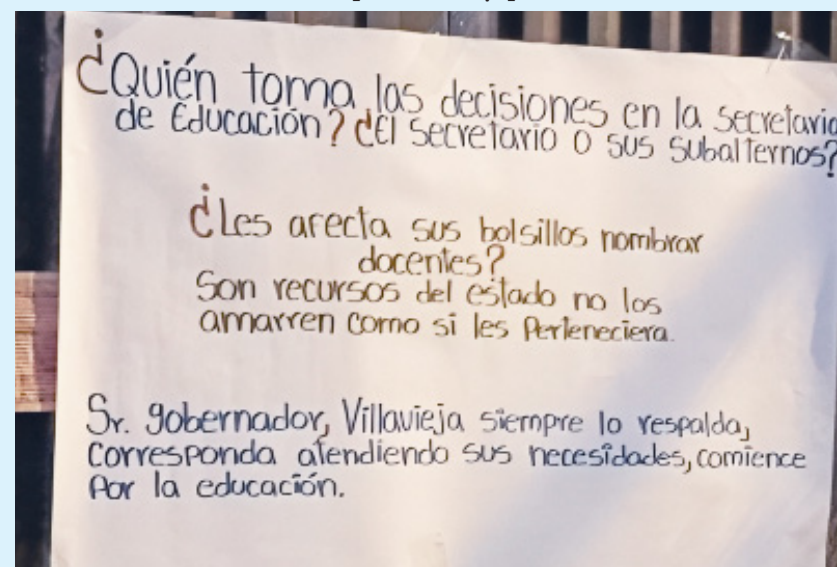 ¿Quién toma las decisiones en la secretaria
de Educación? ¿El secretario o sus subalternos?
¿Les afecta sus bolsillos nombrar
docentes?
Son recursos del estado no los
amarren como si les perteneciera.
Sr. gobernador, Villavieja siempre lo respalda,
corresponda atendiendo sus necesidades, comience
por la educación.